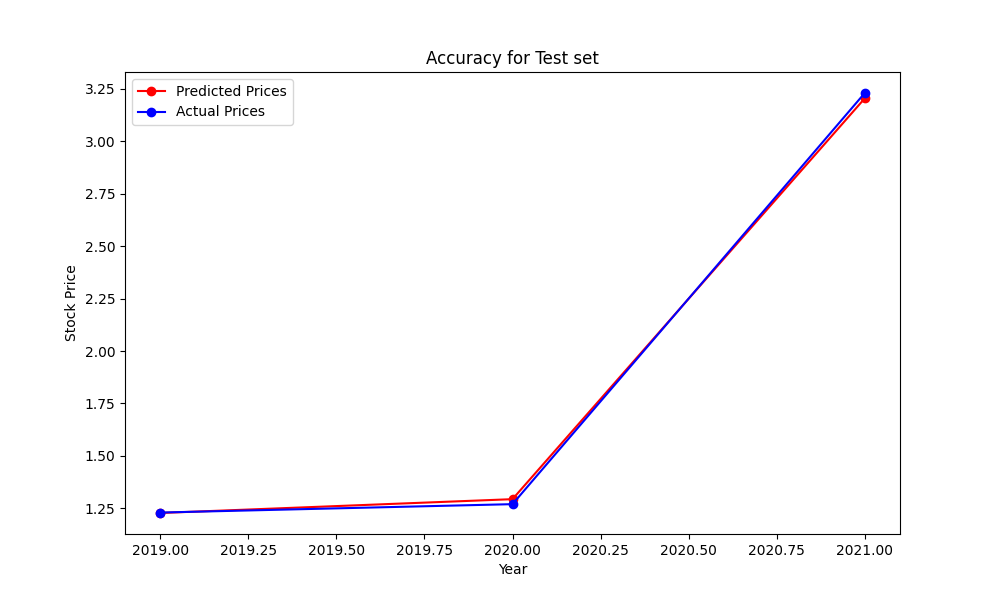 Accuracy for Test set
Predicted Prices
Actual Prices
3.25
3.00
2.75
2.50
2.25
2.00
1.75
1.50
1.25
Stock Price
2019.00 2019.25 2019.50 2019.75 2020.00 2020.25 2020.50 2020.75 2021.00
Year